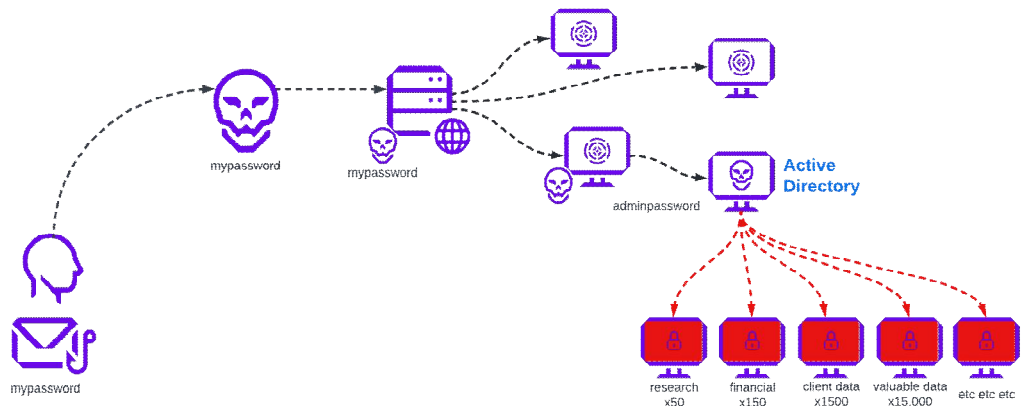 mypassword
mypassword
Active
Directory
adminpassword
mypassword
research
x50
financial
x150
client data
x1500
valuable data
x15.000
etc etc etc